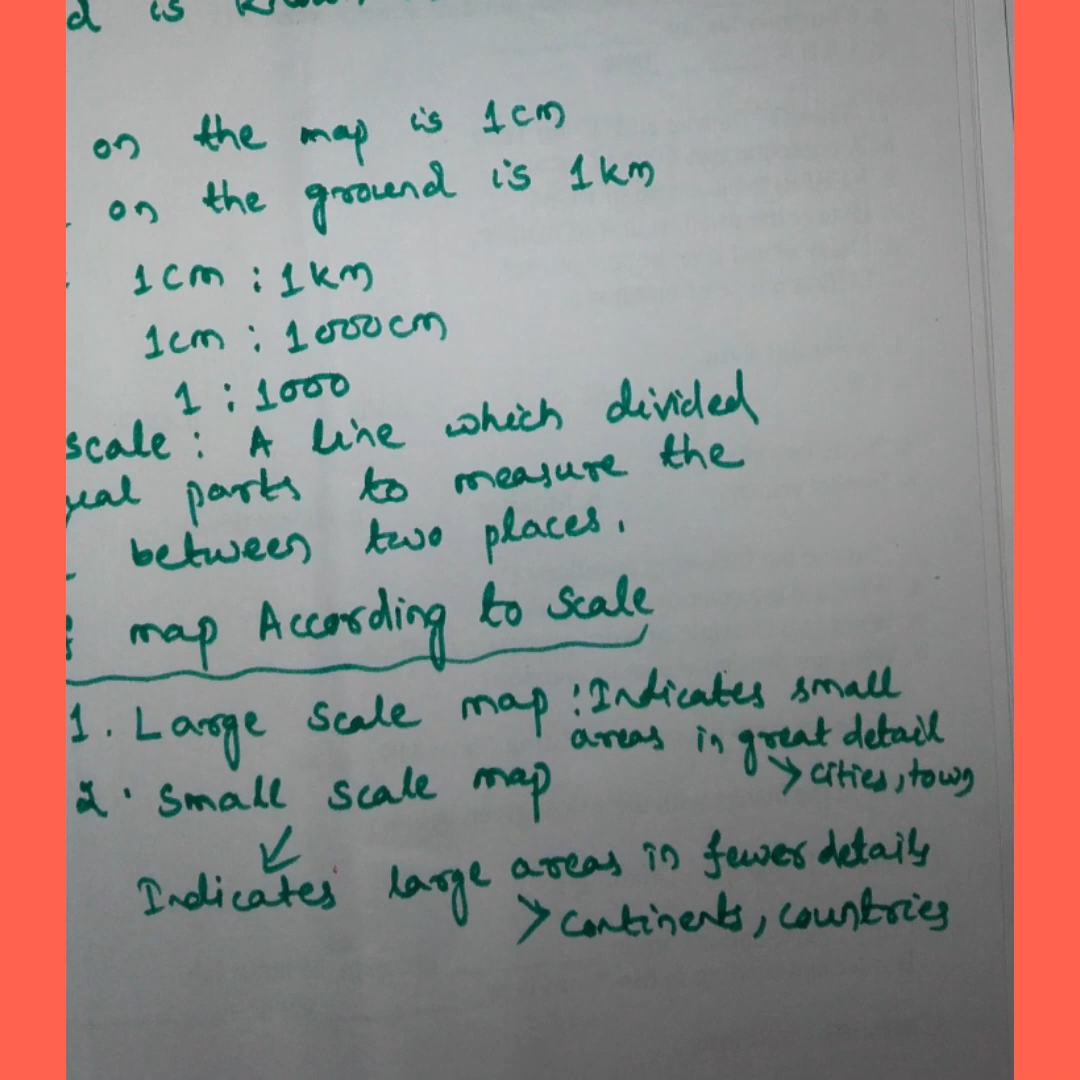 d is
on the map is 1cm
on the ground is 1km
1cm : 1km
1cm : 1000cm
1 : 1000
scale : A line which divided
parts to measure the
between two places.
map According to scale
1. Large scale map : Indicates small
areas in great detail
> cities, town
2. Small scale map
Indicates large areas in fewer details
> continents, countries